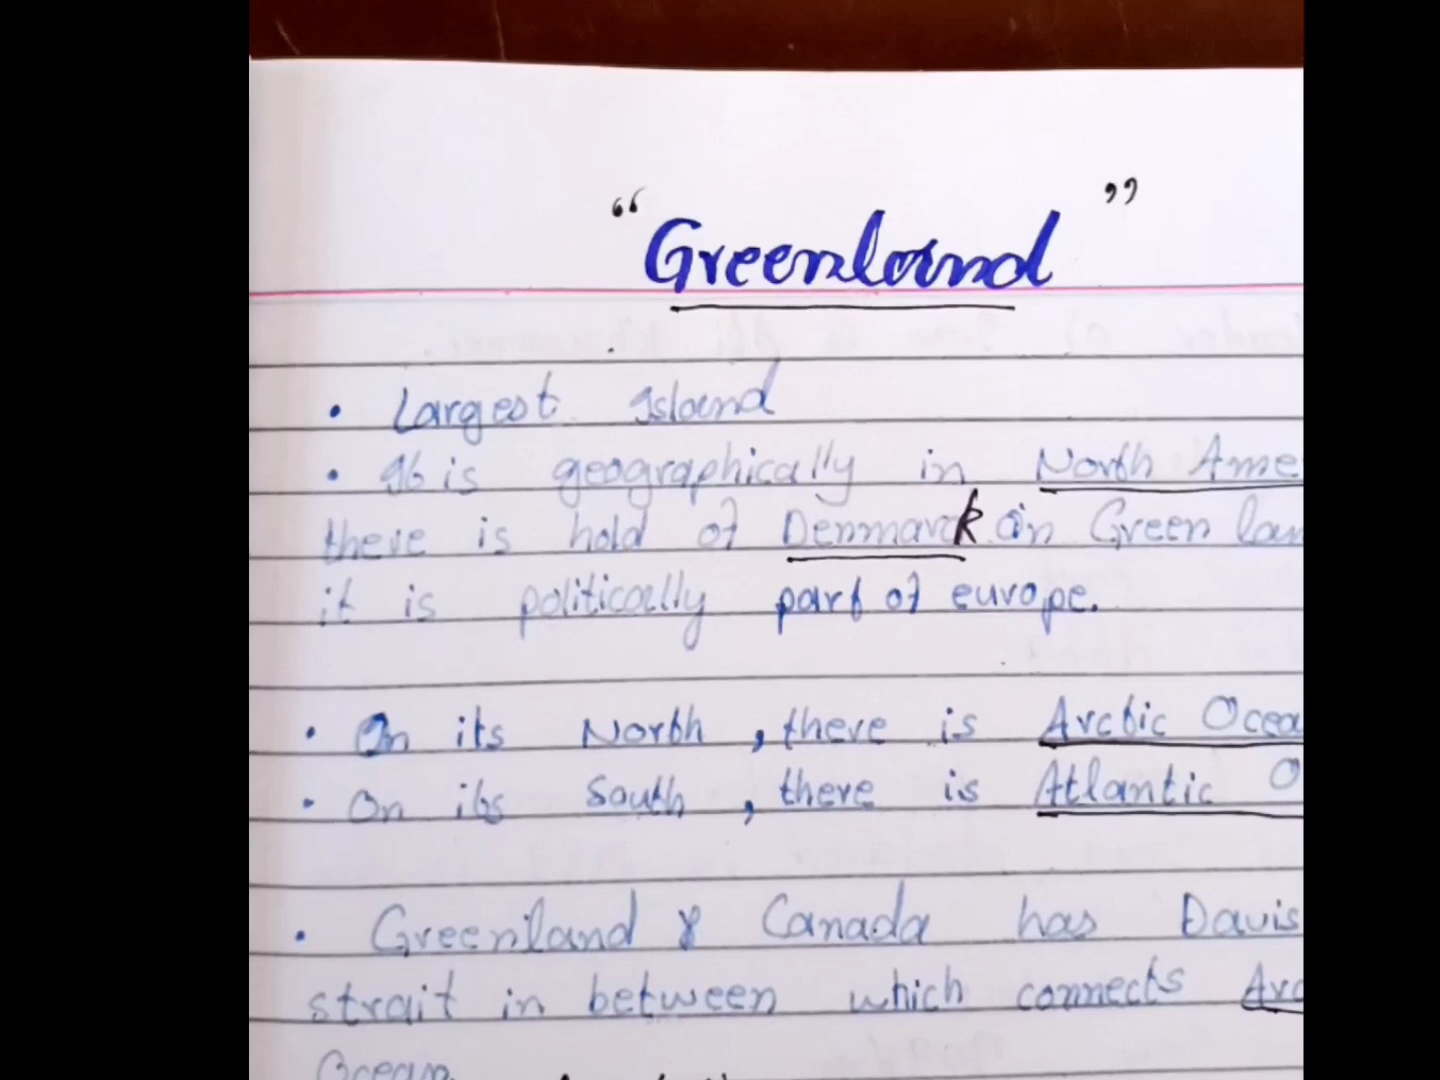 “Greenland”
• Largest Island
• It is geographically in North Ame
there is hold of Denmark in Green lan
it is politically part of europe.
• On its North, there is Arctic Ocea
• On its South, there is Atlantic O
• Greenland & Canada has Davis
strait in between which connects Arc
Ocean